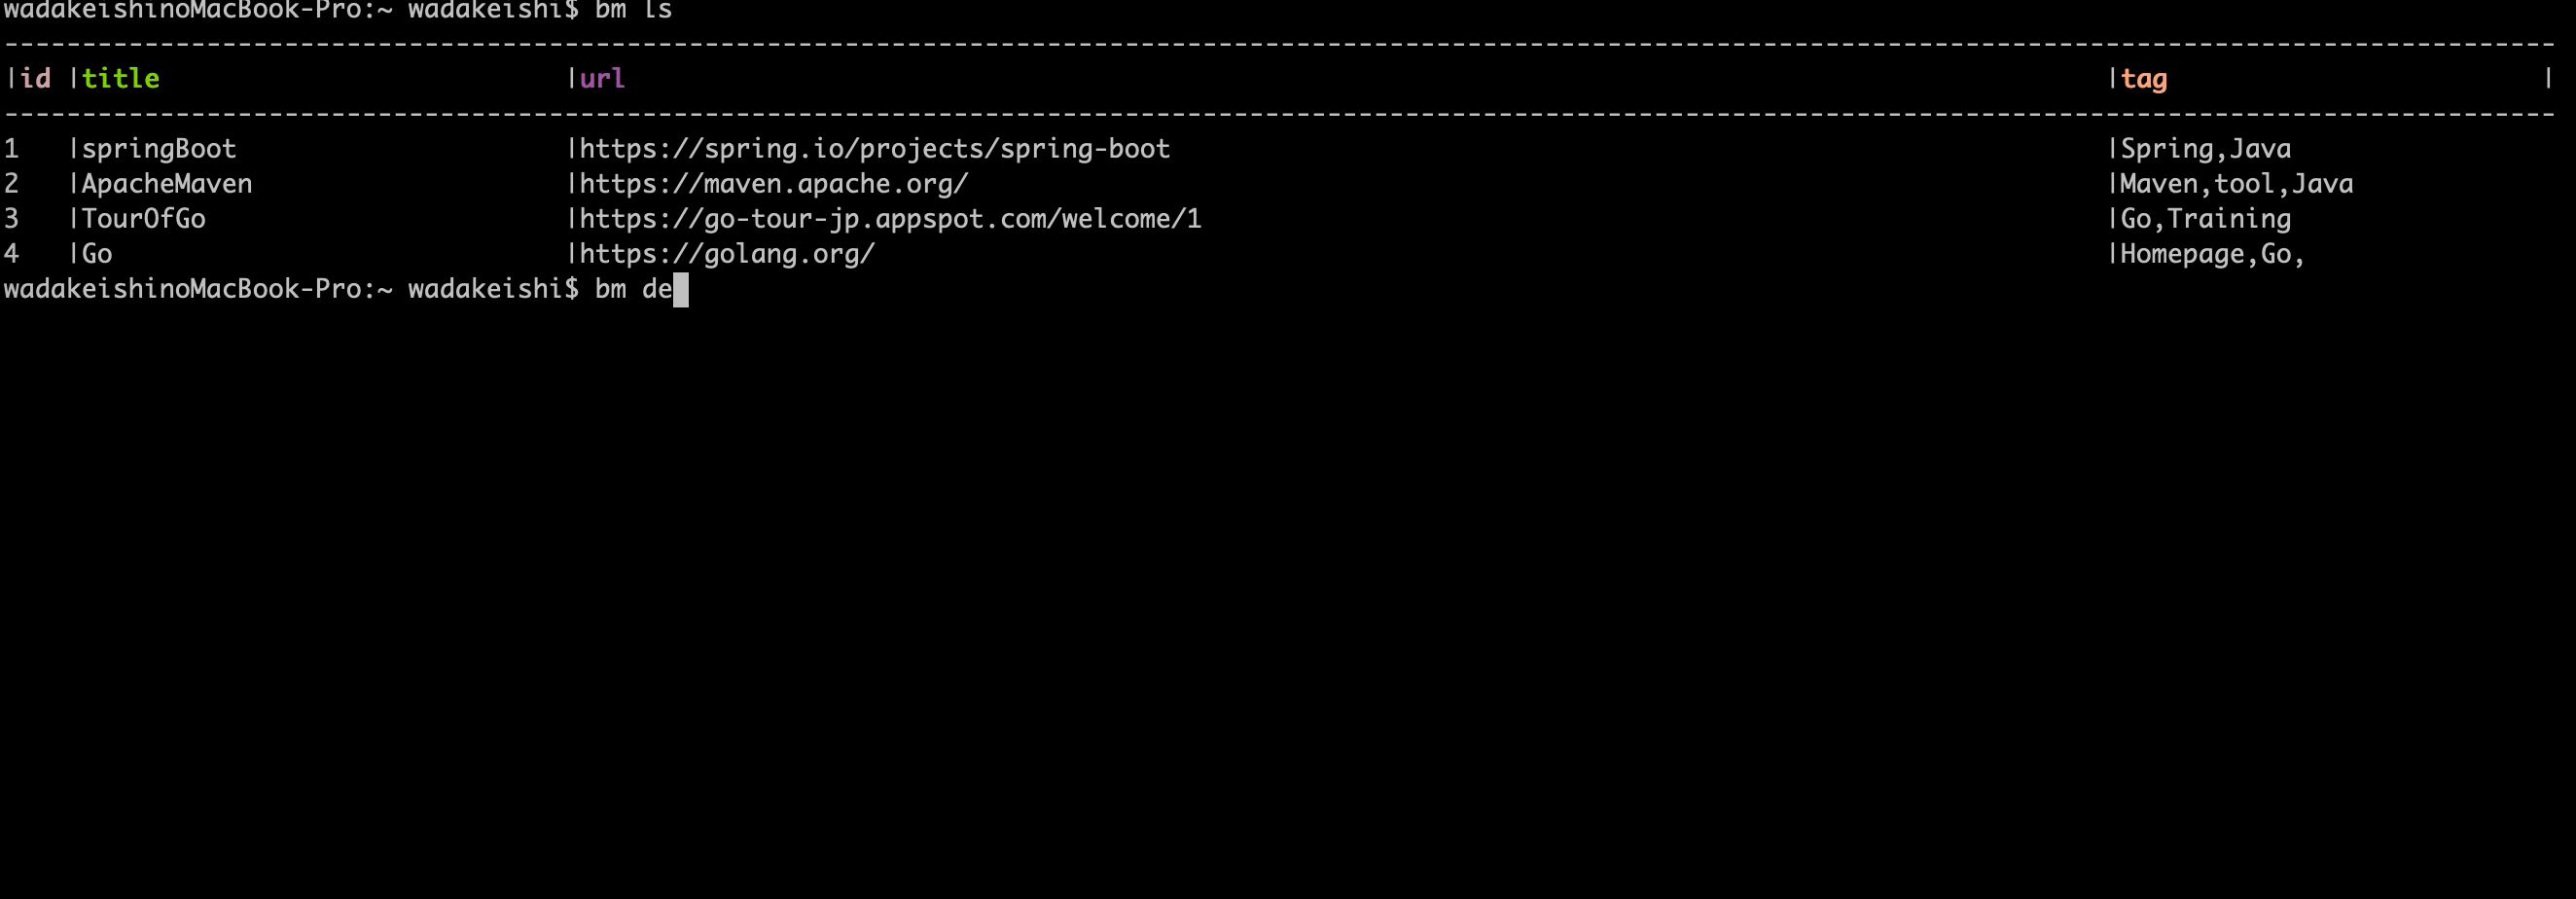 wadakeishinoMacBook-Pro:~ wadakeishi$ bm ls
--------------------------------------------------------------------------------------------------------------------------------------------------------------------
|id |title |url |tag |
--------------------------------------------------------------------------------------------------------------------------------------------------------------------
1 |springBoot |https://spring.io/projects/spring-boot |Spring,Java
2 |ApacheMaven |https://maven.apache.org/ |Maven,tool,Java
3 |TourOfGo |https://go-tour-jp.appspot.com/welcome/1 |Go,Training
4 |Go |https://golang.org/ |Homepage,Go,
wadakeishinoMacBook-Pro:~ wadakeishi$ bm de